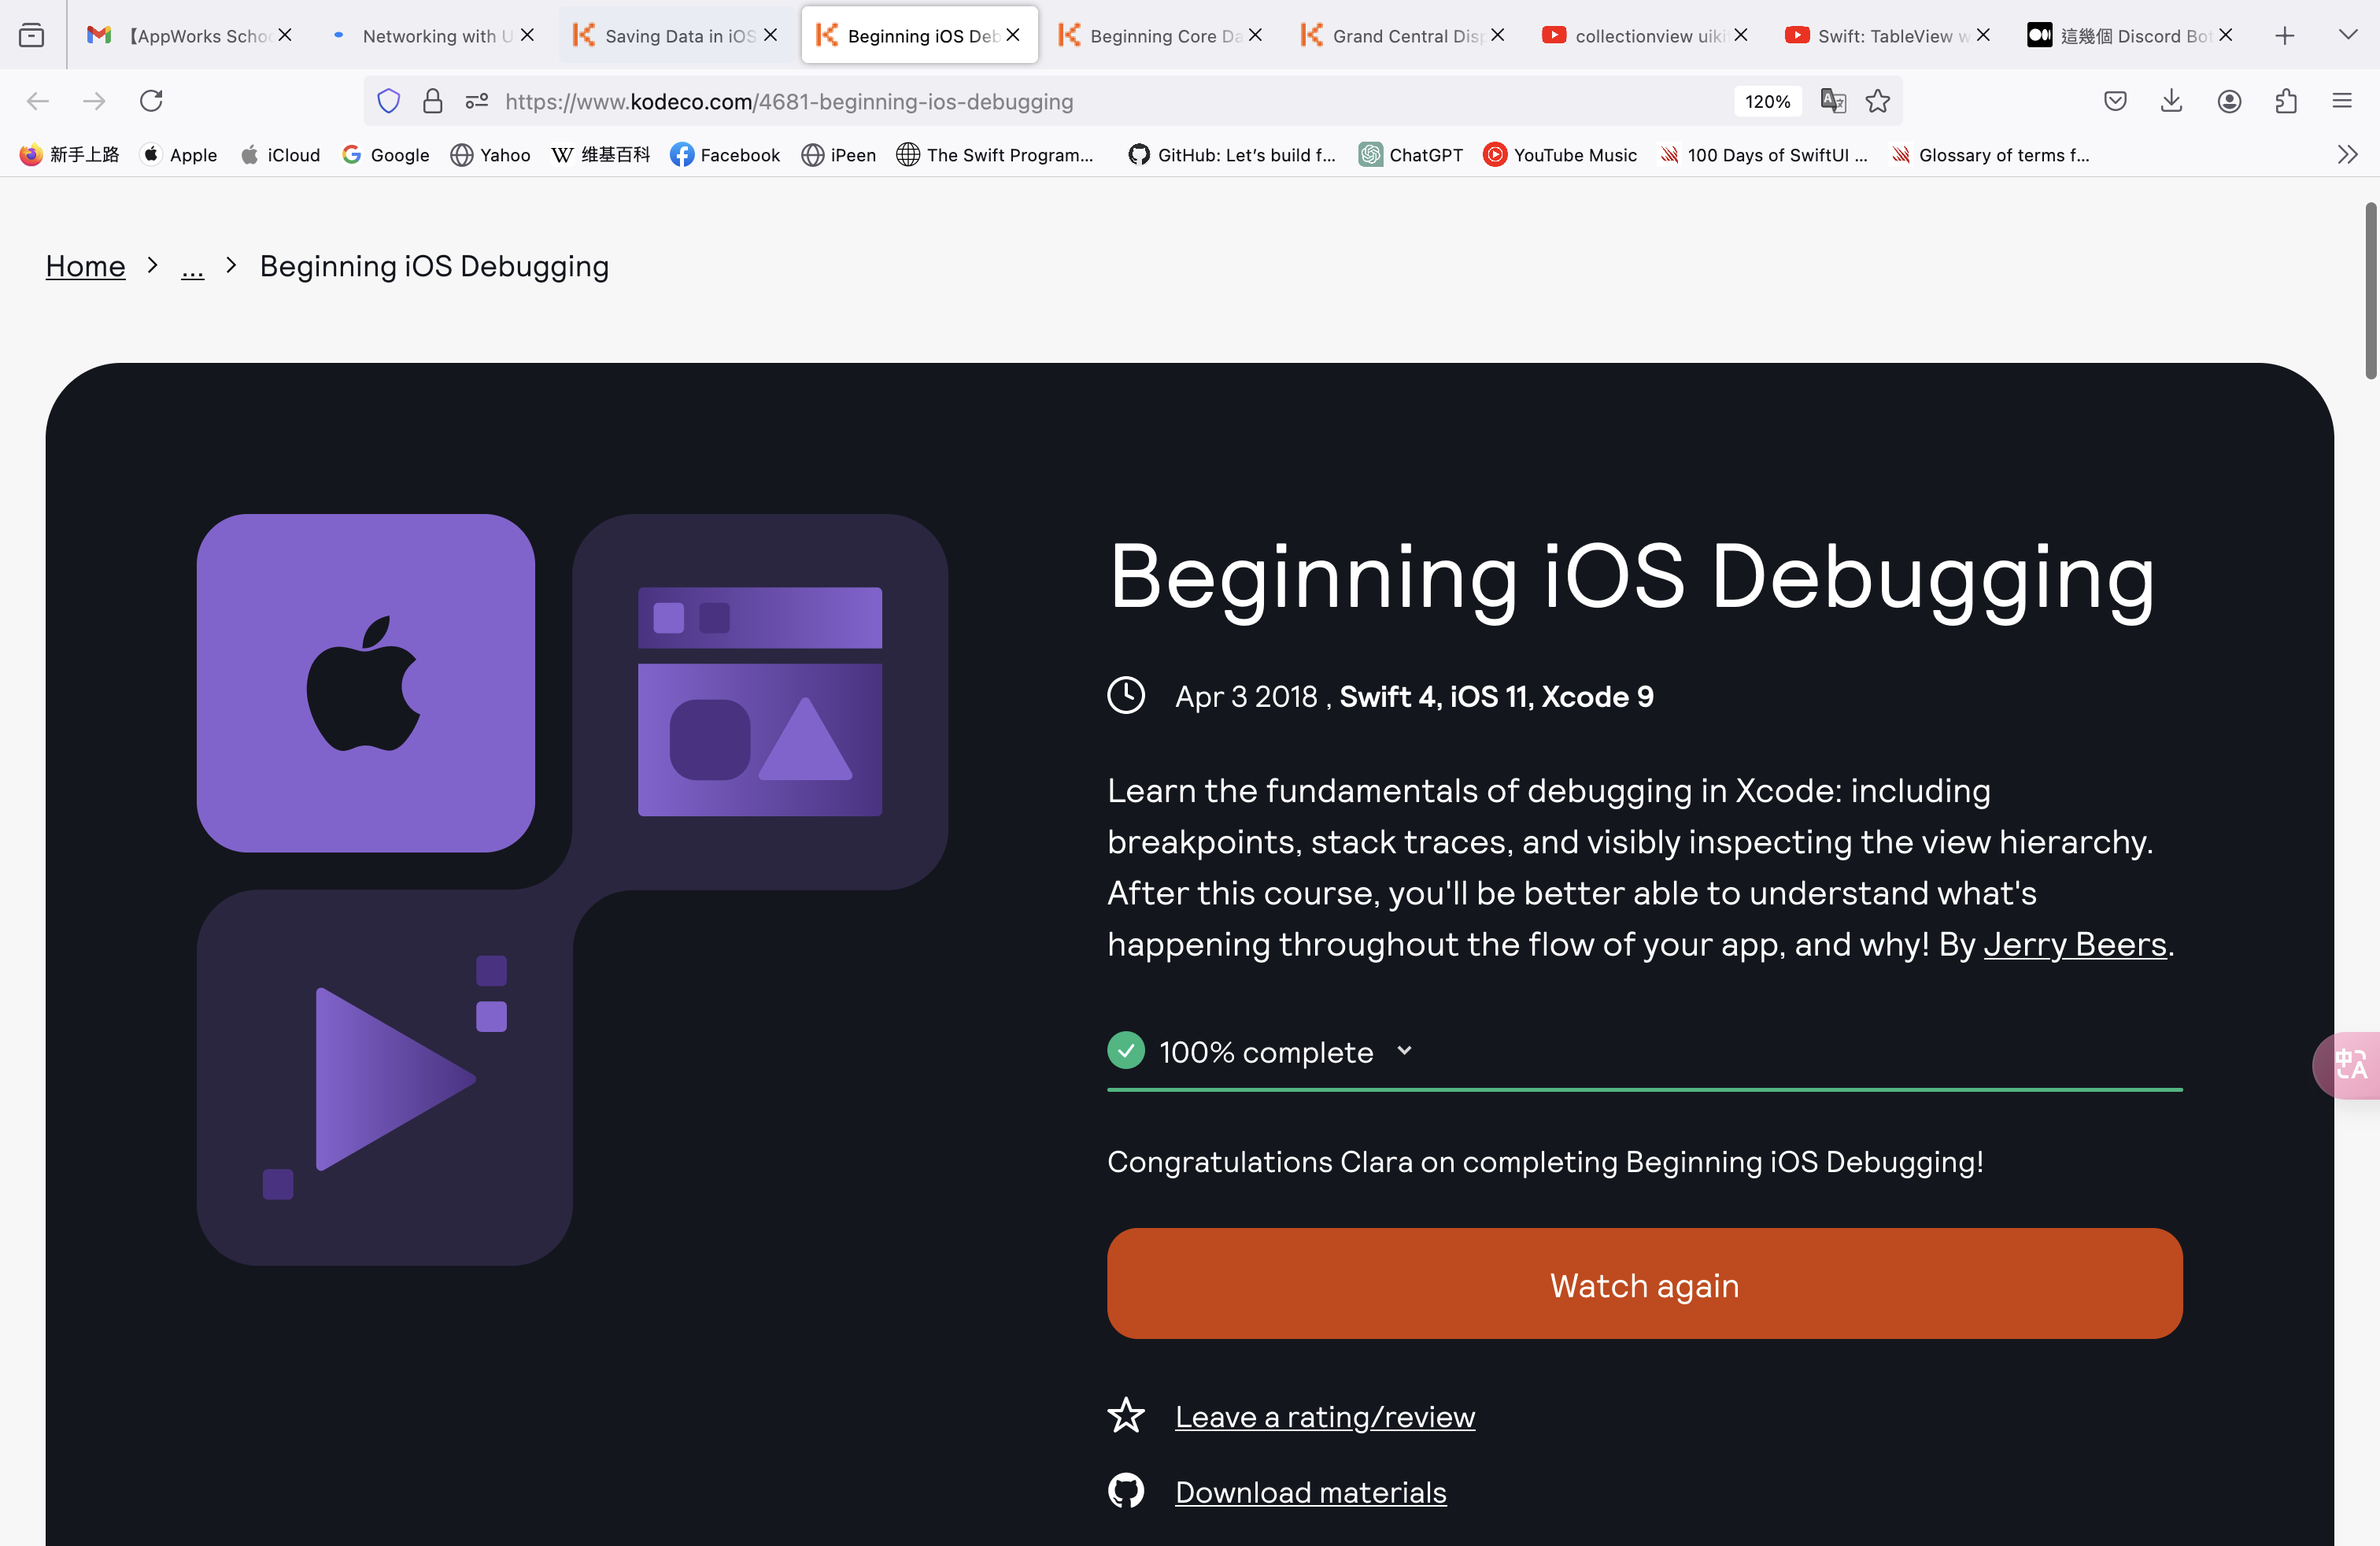 【AppWorks Schoo
Networking with U
Saving Data in iOS
Beginning iOS Deb
Beginning Core Da
Grand Central Disp
collectionview uiki
Swift: TableView w
這幾個 Discord Bot
https://www.kodeco.com/4681-beginning-ios-debugging
120%
新手上路
Apple
iCloud
Google
Yahoo
W 维基百科
Facebook
iPeen
The Swift Program...
GitHub: Let's build f...
ChatGPT
YouTube Music
100 Days of SwiftUI ...
Glossary of terms f...
Home > ... > Beginning iOS Debugging
Beginning iOS Debugging
Apr 3 2018 , Swift 4, iOS 11, Xcode 9
Learn the fundamentals of debugging in Xcode: including
breakpoints, stack traces, and visibly inspecting the view hierarchy.
After this course, you'll be better able to understand what's
happening throughout the flow of your app, and why! By Jerry Beers.
100% complete
Congratulations Clara on completing Beginning iOS Debugging!
Watch again
Leave a rating/review
Download materials